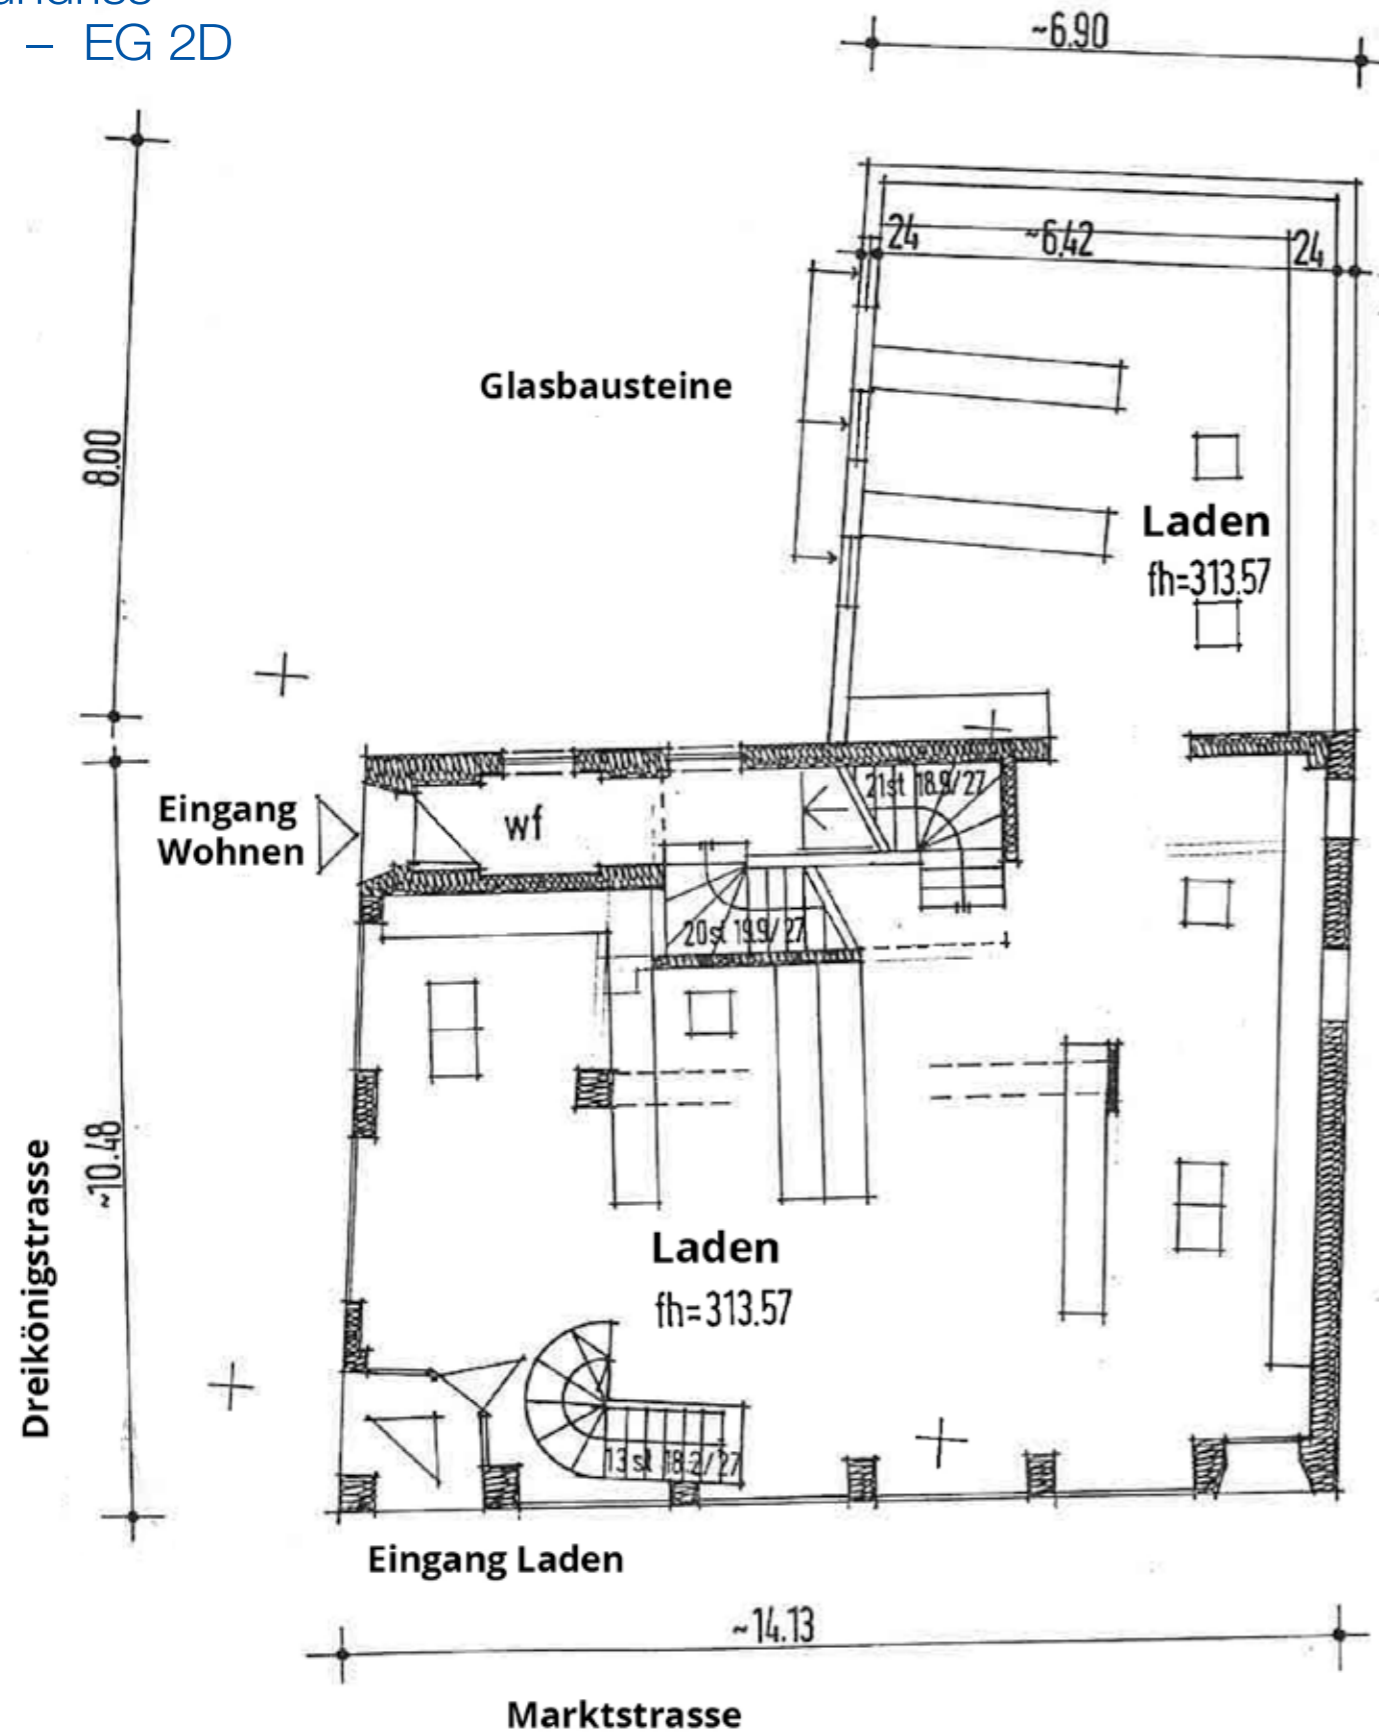 – EG 2D
~6.90
24
~6.42
24
Glasbausteine
8.00
Laden
fh=313.57
Eingang
Wohnen
wf
21st 18.9/27
20st 19.9/27
~10.48
Dreikönigstrasse
Laden
fh=313.57
13st 18.2/27
Eingang Laden
~14.13
Marktstrasse